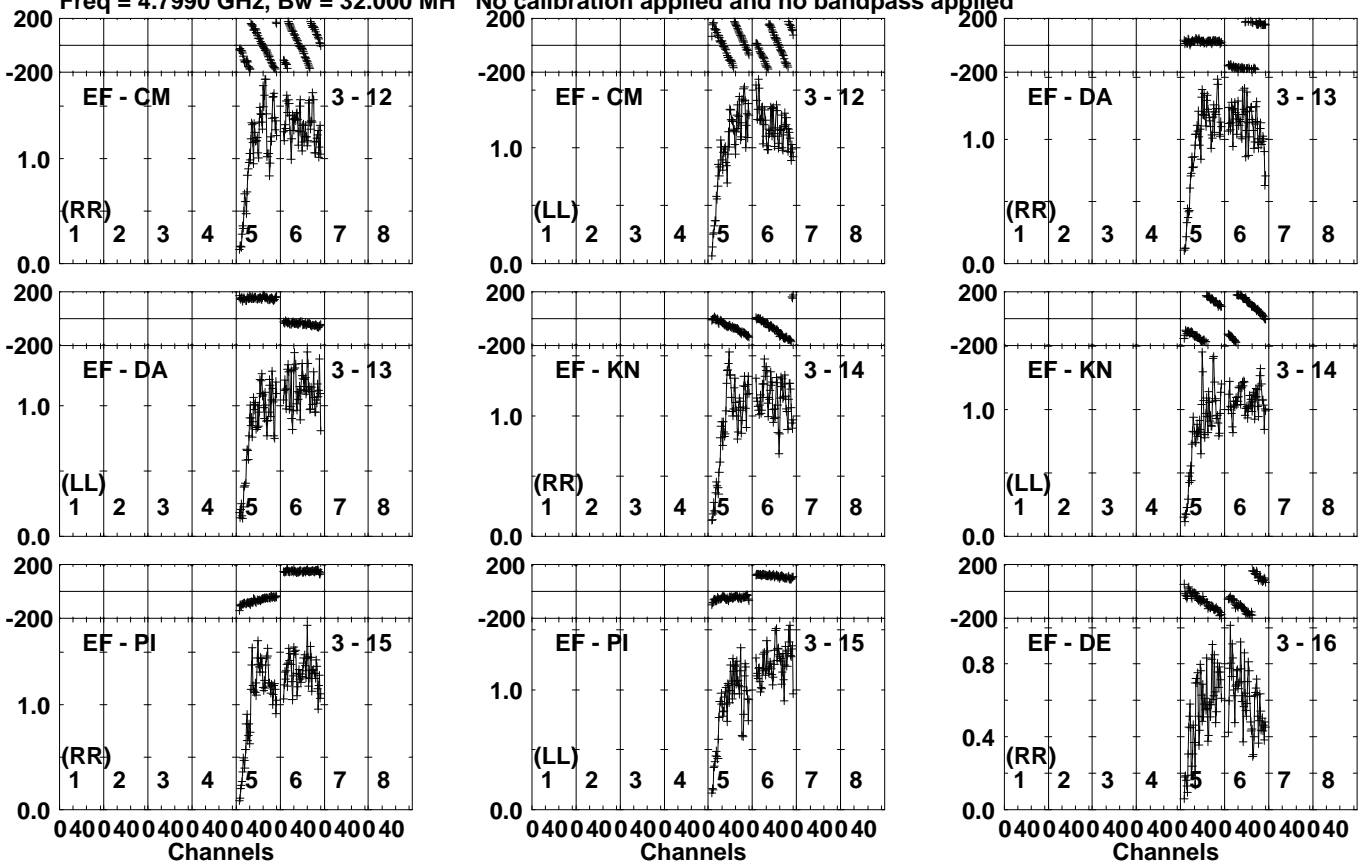 Freq = 4.7990 GHz, Bw = 32.000 MH No calibration applied and no bandpass applied
200 200 200
-200 -200 -200
EF - CM 3 - 12 EF - CM 3 - 12 EF - DA 3 - 13
1.0 1.0 1.0
(RR) (LL) (RR)
1 2 3 4 5 6 7 8 1 2 3 4 5 6 7 8 1 2 3 4 5 6 7 8
0.0 0.0 0.0
200 200 200
-200 -200 -200
EF - DA 3 - 13 EF - KN 3 - 14 EF - KN 3 - 14
1.0 1.0 1.0
(LL) (RR) (LL)
1 2 3 4 5 6 7 8 1 2 3 4 5 6 7 8 1 2 3 4 5 6 7 8
0.0 0.0 0.0
200 200 200
-200 -200 -200
EF - PI 3 - 15 EF - PI 3 - 15 EF - DE 3 - 16
1.0 1.0 0.8
0.4
(RR) (LL) (RR)
1 2 3 4 5 6 7 8 1 2 3 4 5 6 7 8 1 2 3 4 5 6 7 8
0.0 0.0 0.0
0 40 0 40 0 40 0 40 0 40 0 40 0 40 0 40 0 40 0 40 0 40 0 40 0 40 0 40 0 40 0 40 0 40 0 40 0 40 0 40 0 40 0 40 0 40 0 40
Channels Channels Channels